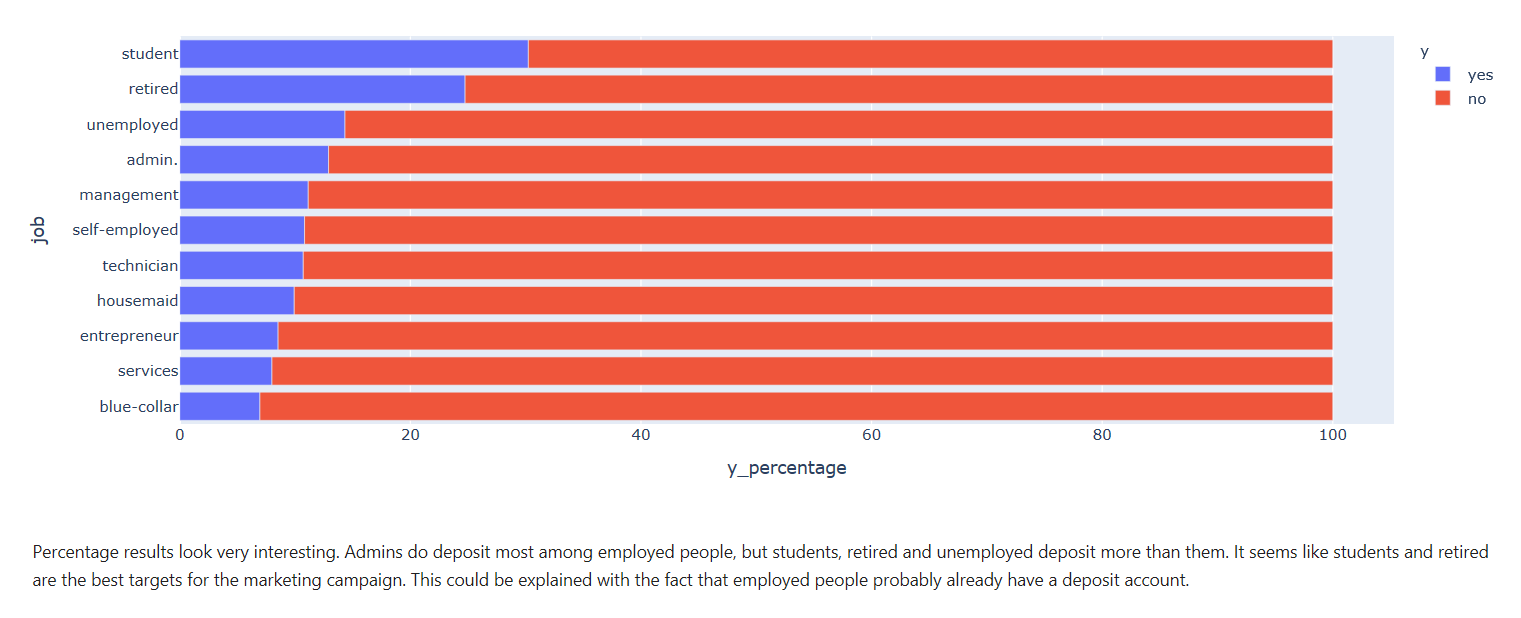 student
retired
unemployed
admin.
management
self-employed
technician
housemaid
entrepreneur
services
blue-collar
job
0 20 40 60 80 100
y_percentage
y
yes
no
Percentage results look very interesting. Admins do deposit most among employed people, but students, retired and unemployed deposit more than them. It seems like students and retired
are the best targets for the marketing campaign. This could be explained with the fact that employed people probably already have a deposit account.